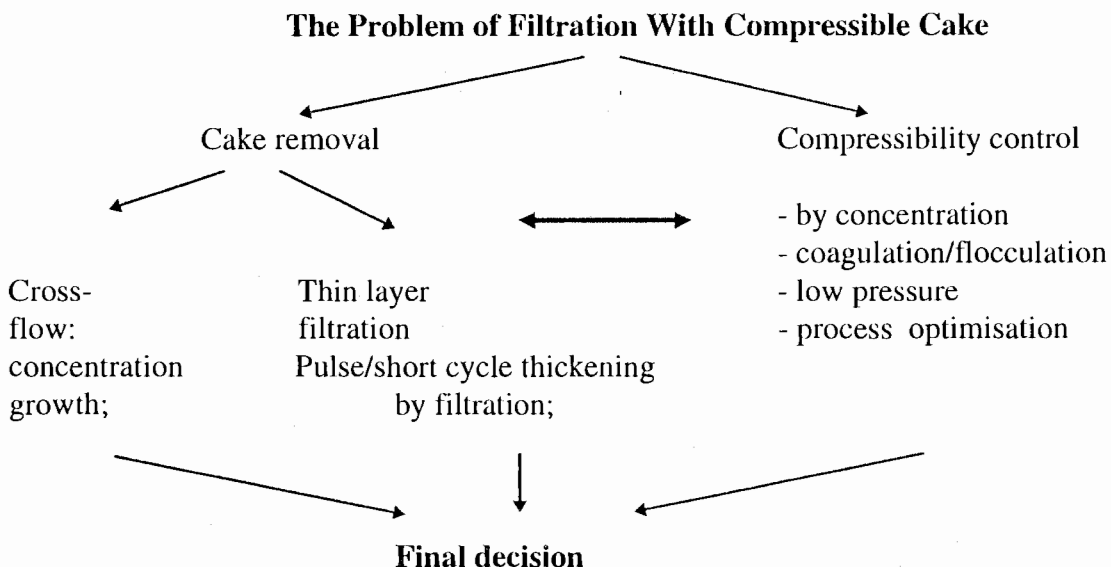 The Problem of Filtration With Compressible Cake
Cake removal
Compressibility control
- by concentration
- coagulation/flocculation
- low pressure
- process optimisation
Cross-
flow:
concentration
growth;
Thin layer
filtration
Pulse/short cycle thickening
by filtration;
Final decision